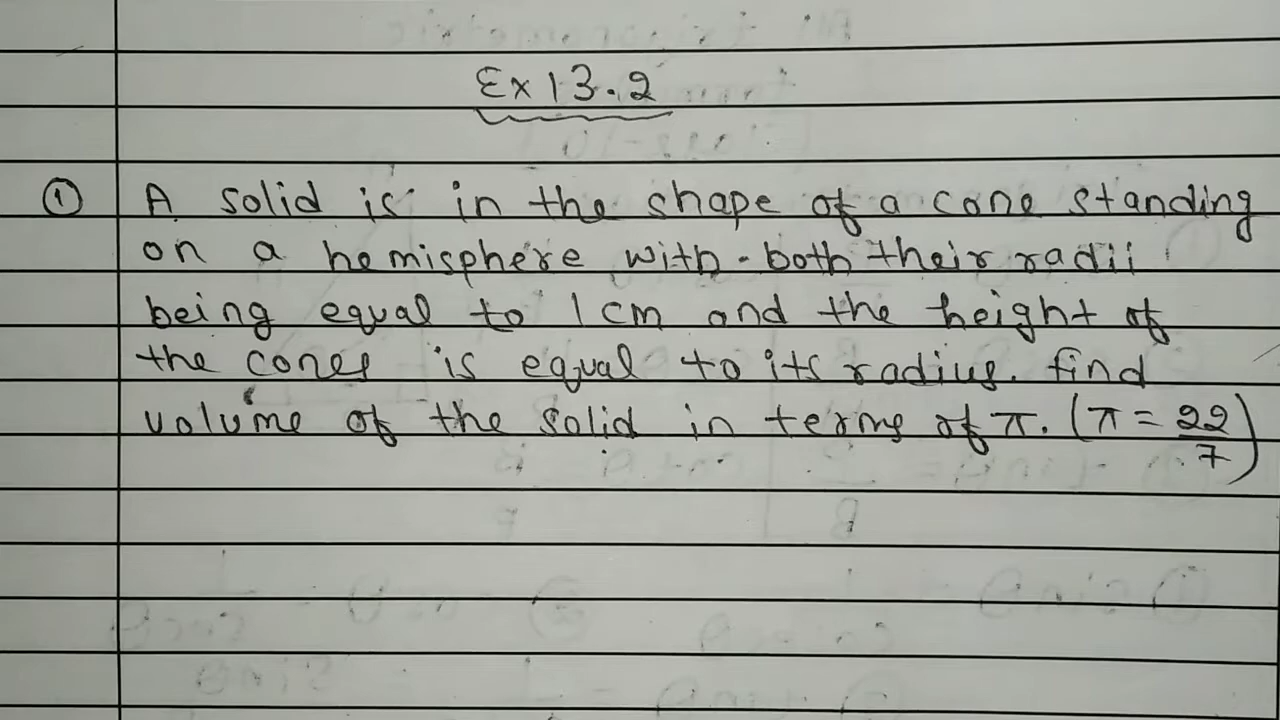 Ex 13.2
① A solid is in the shape of a cone standing
on a hemisphere with both their radii
being equal to 1 cm and the height of
the cones is equal to its radius. find
volume of the solid in terms of π. (π = 22/7)